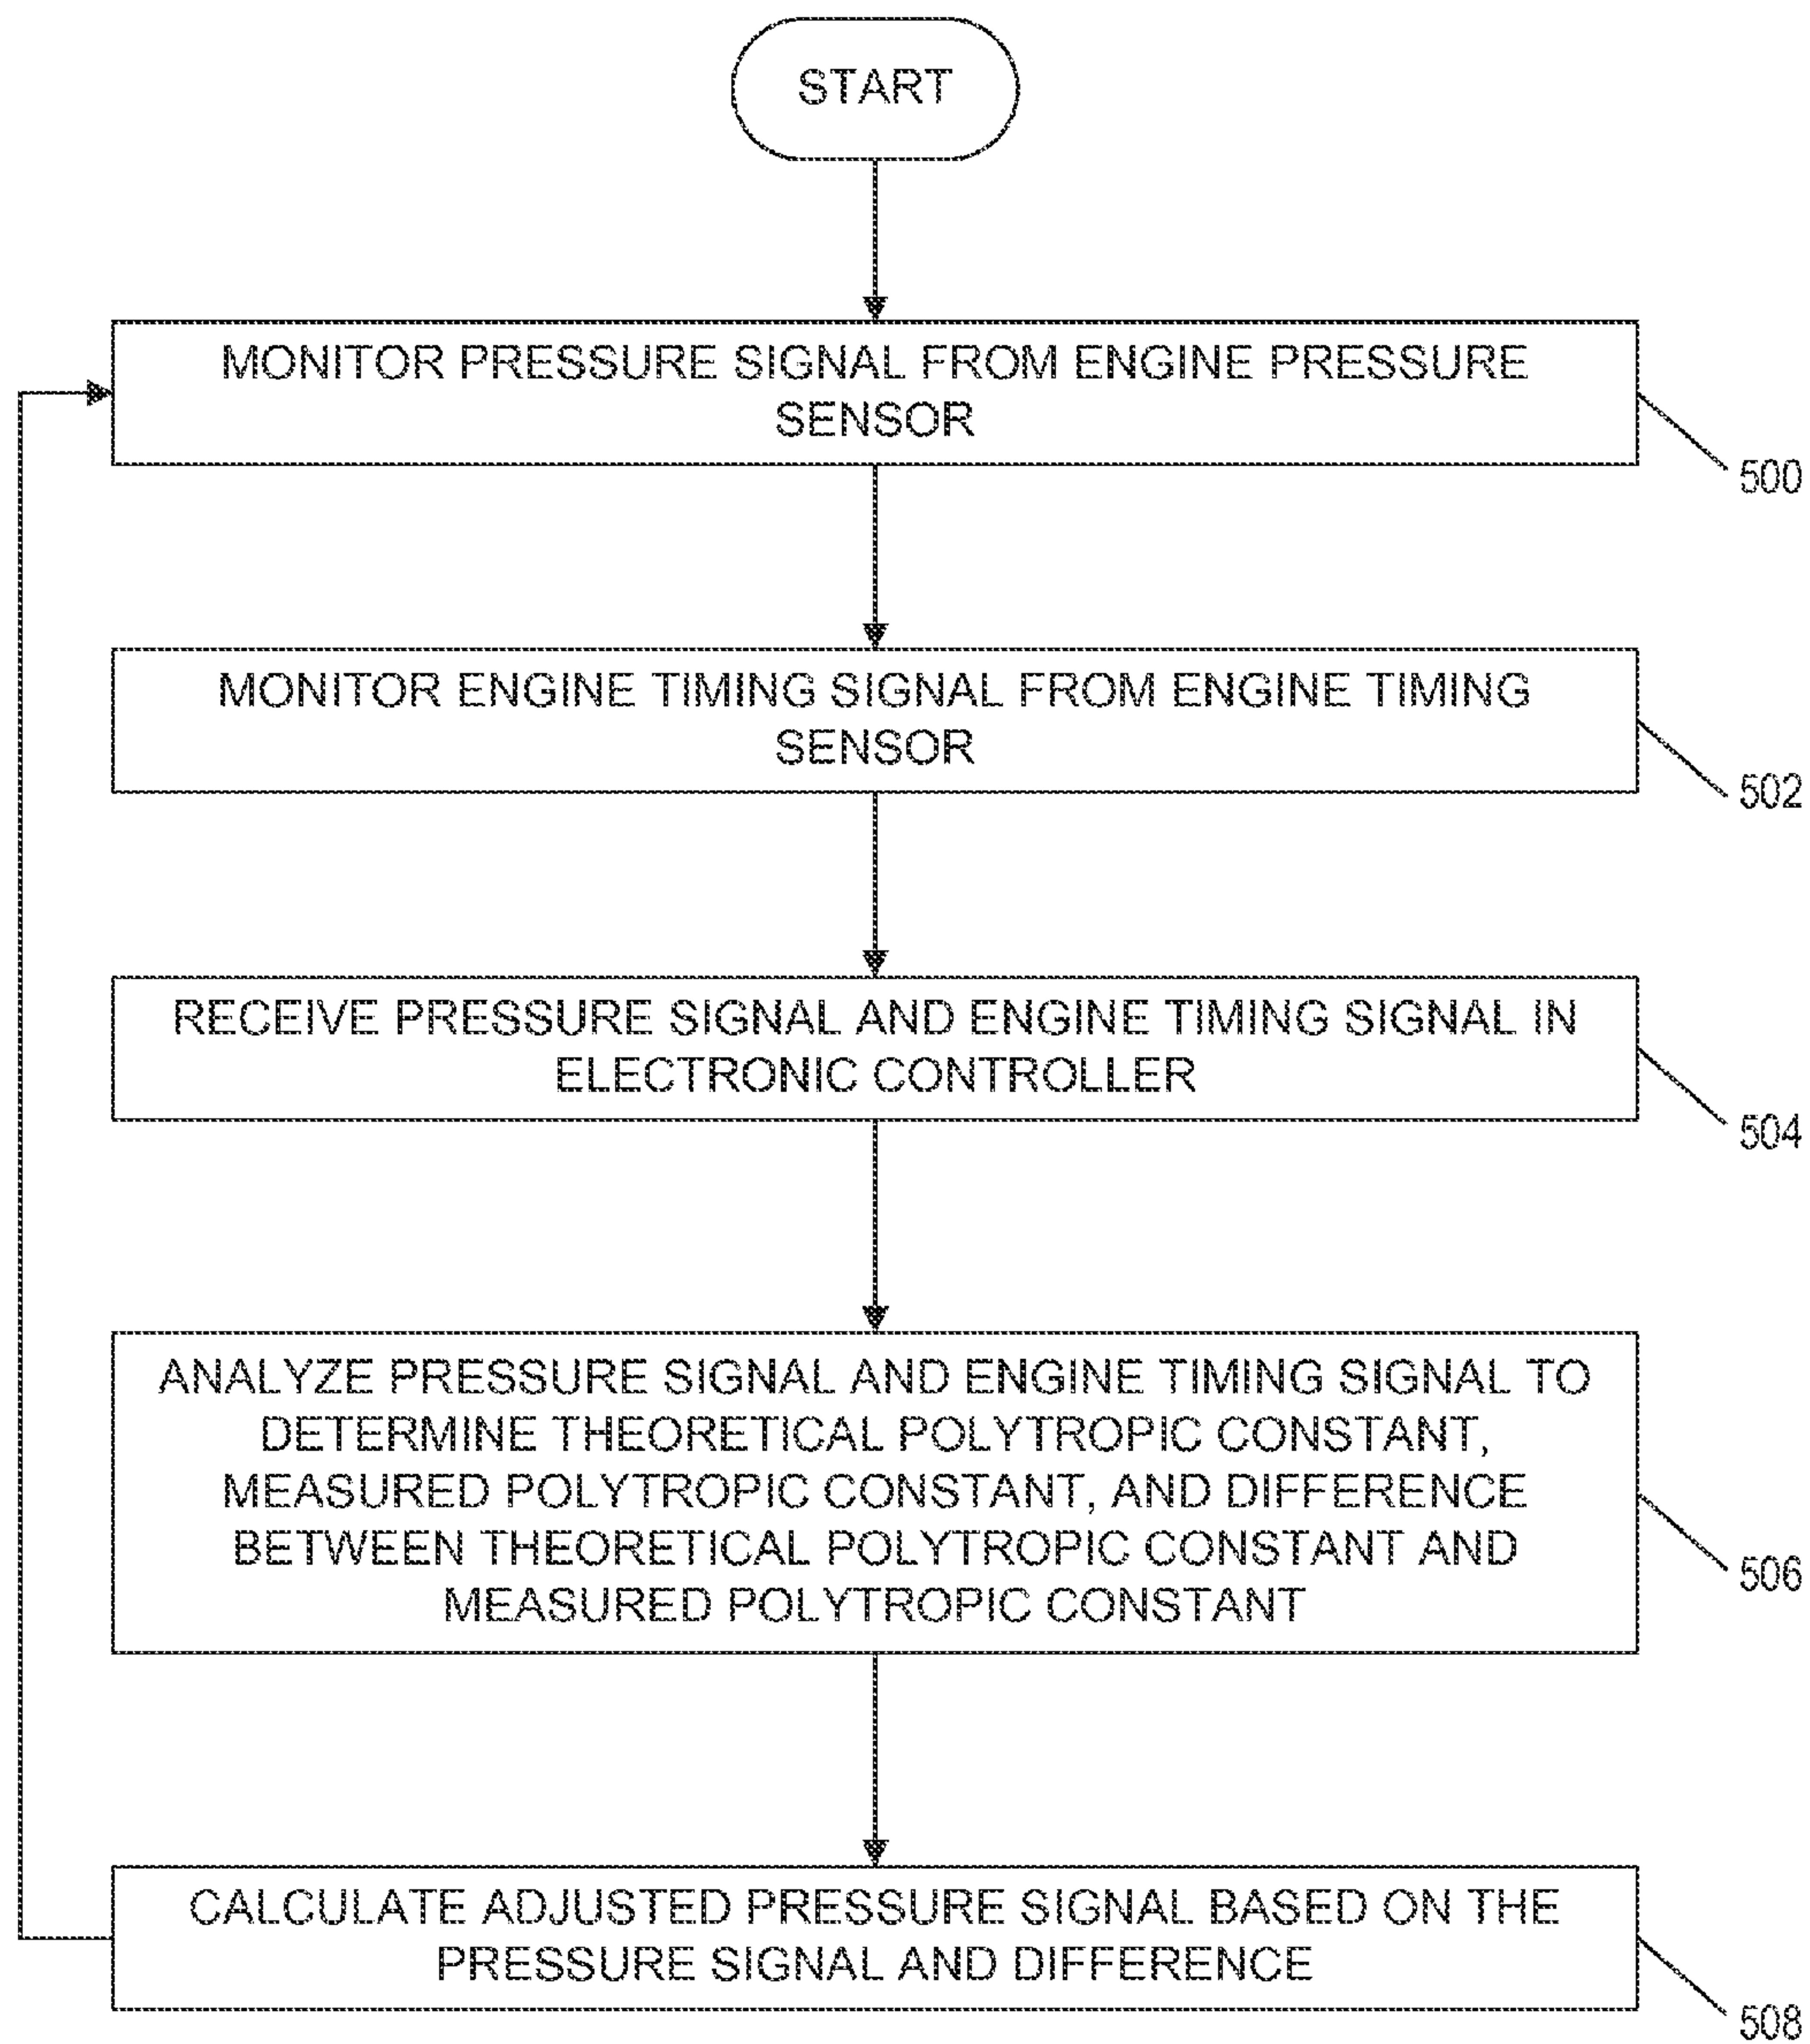 START
MONITOR PRESSURE SIGNAL FROM ENGINE PRESSURE
SENSOR
500
MONITOR ENGINE TIMING SIGNAL FROM ENGINE TIMING
SENSOR
502
RECEIVE PRESSURE SIGNAL AND ENGINE TIMING SIGNAL IN
ELECTRONIC CONTROLLER
504
ANALYZE PRESSURE SIGNAL AND ENGINE TIMING SIGNAL TO
DETERMINE THEORETICAL POLYTROPIC CONSTANT,
MEASURED POLYTROPIC CONSTANT, AND DIFFERENCE
BETWEEN THEORETICAL POLYTROPIC CONSTANT AND
MEASURED POLYTROPIC CONSTANT
506
CALCULATE ADJUSTED PRESSURE SIGNAL BASED ON THE
PRESSURE SIGNAL AND DIFFERENCE
508